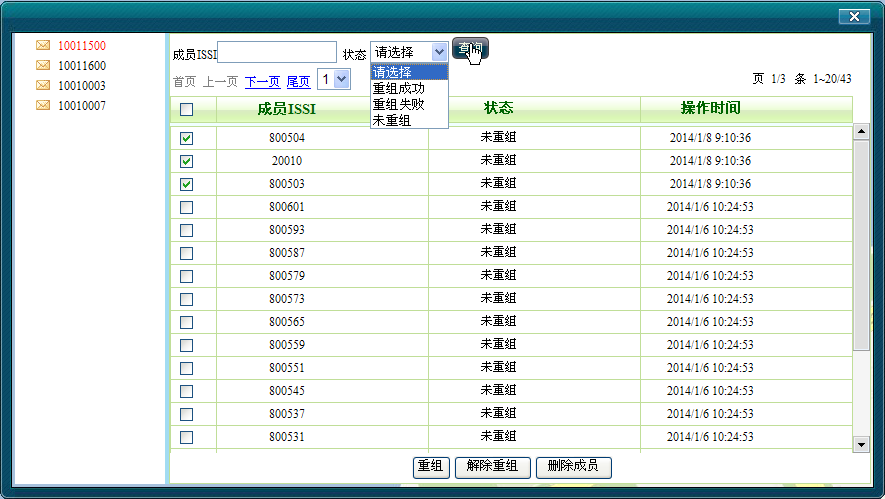 10011500
10011600
10010003
10010007
成员ISSI 状态 请选择 查询
请选择
重组成功
重组失败
未重组
首页 上一页 下一页 尾页 1 页 1/3 条 1~20/43
成员ISSI 状态 操作时间
800504 未重组 2014/1/8 9:10:36
20010 未重组 2014/1/8 9:10:36
800503 未重组 2014/1/8 9:10:36
800601 未重组 2014/1/6 10:24:53
800593 未重组 2014/1/6 10:24:53
800587 未重组 2014/1/6 10:24:53
800579 未重组 2014/1/6 10:24:53
800573 未重组 2014/1/6 10:24:53
800565 未重组 2014/1/6 10:24:53
800559 未重组 2014/1/6 10:24:53
800551 未重组 2014/1/6 10:24:53
800545 未重组 2014/1/6 10:24:53
800537 未重组 2014/1/6 10:24:53
800531 未重组 2014/1/6 10:24:53
重组 解除重组 删除成员